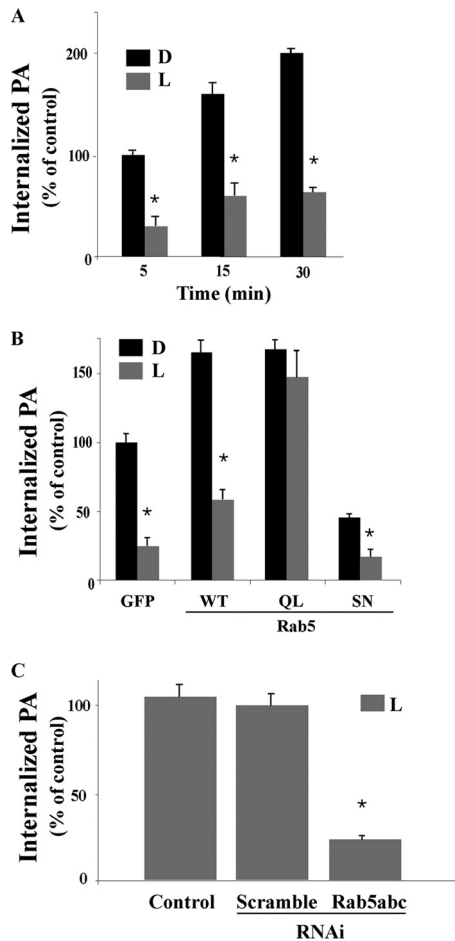 A
D
L
Internalized PA
(% of control)
200
100
0
5 15 30
Time (min)
*
*
*
B
D
L
Internalized PA
(% of control)
150
100
50
0
*
*
*
GFP WT QL SN
Rab5
C
L
Internalized PA
(% of control)
100
50
0
*
Control Scramble Rab5abc
RNAi